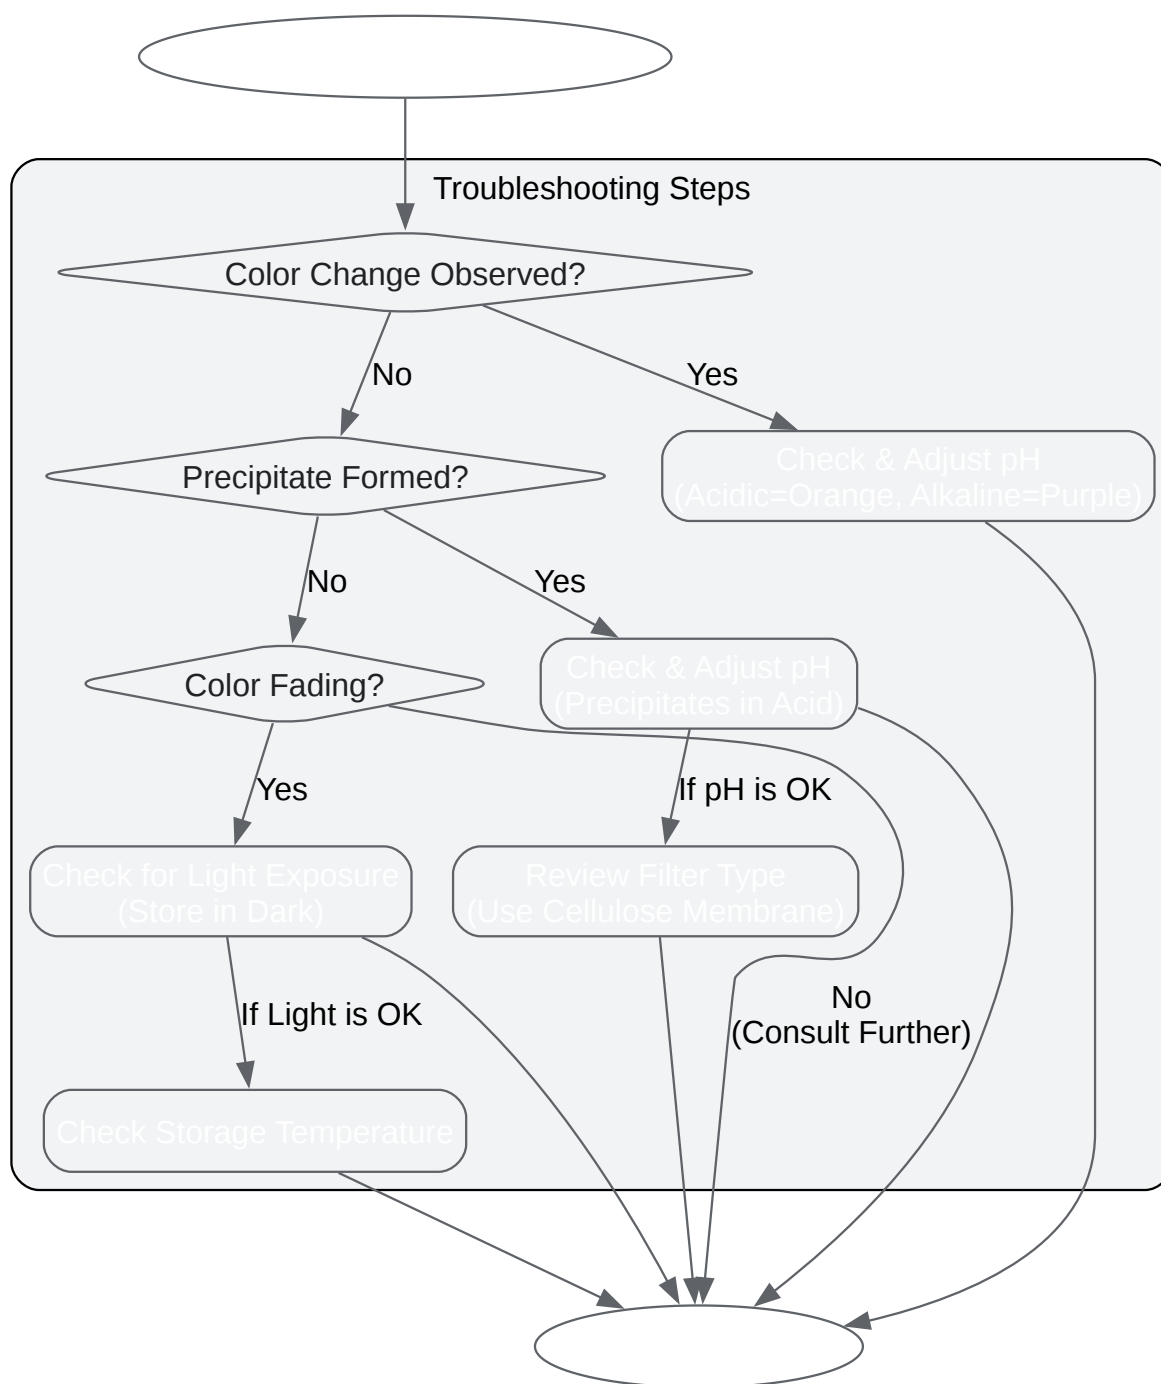 Troubleshooting Steps
Color Change Observed?
No
Yes
Check & Adjust pH
(Acidic=Orange, Alkaline=Purple)
Precipitate Formed?
No
Yes
Color Fading?
Check & Adjust pH
(Precipitates in Acid)
Yes
If pH is OK
Check for Light Exposure
(Store in Dark)
Review Filter Type
(Use Cellulose Membrane)
If Light is OK
No
(Consult Further)
Check Storage Temperature